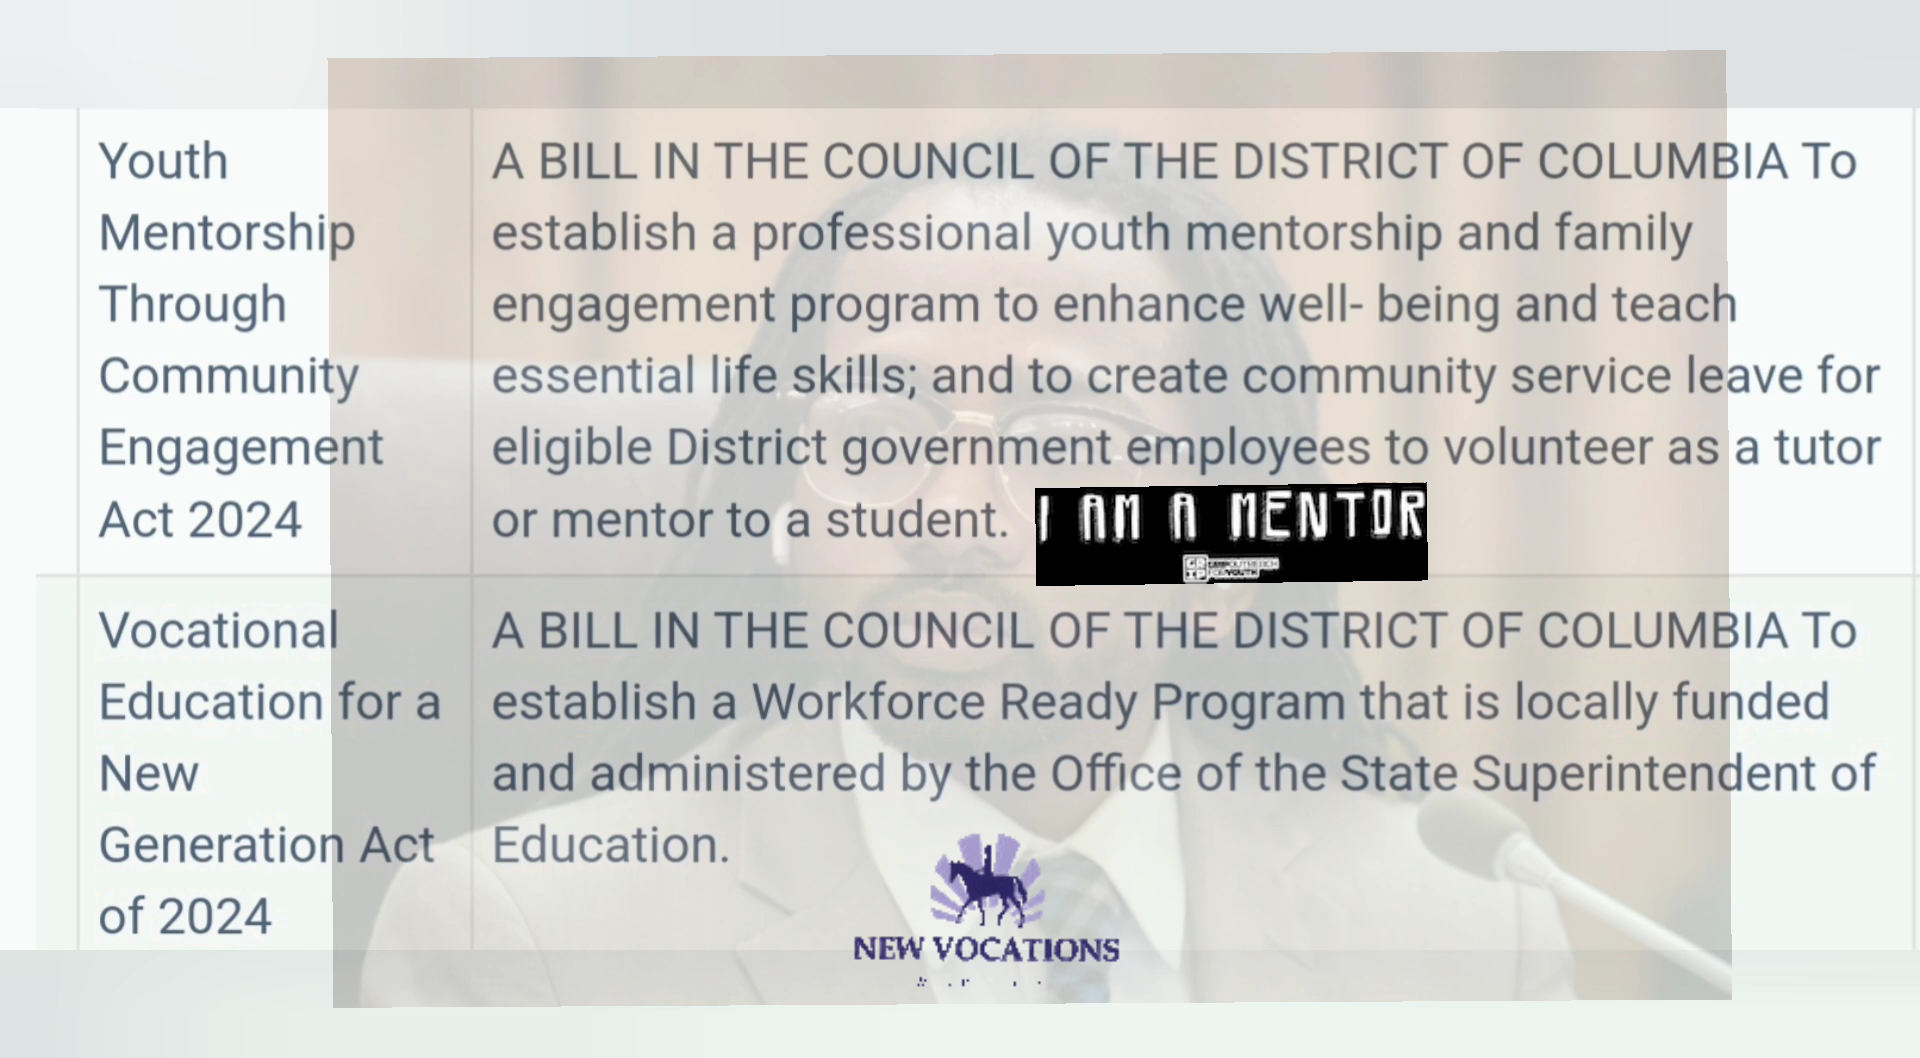 Youth
Mentorship
Through
Community
Engagement
Act 2024
A BILL IN THE COUNCIL OF THE DISTRICT OF COLUMBIA To
establish a professional youth mentorship and family
engagement program to enhance well- being and teach
essential life skills; and to create community service leave for
eligible District government employees to volunteer as a tutor
or mentor to a student.
I AM A MENTOR
OUTREACH
FOR YOUTH
Vocational
Education for a
New
Generation Act
of 2024
A BILL IN THE COUNCIL OF THE DISTRICT OF COLUMBIA To
establish a Workforce Ready Program that is locally funded
and administered by the Office of the State Superintendent of
Education.
NEW VOCATIONS